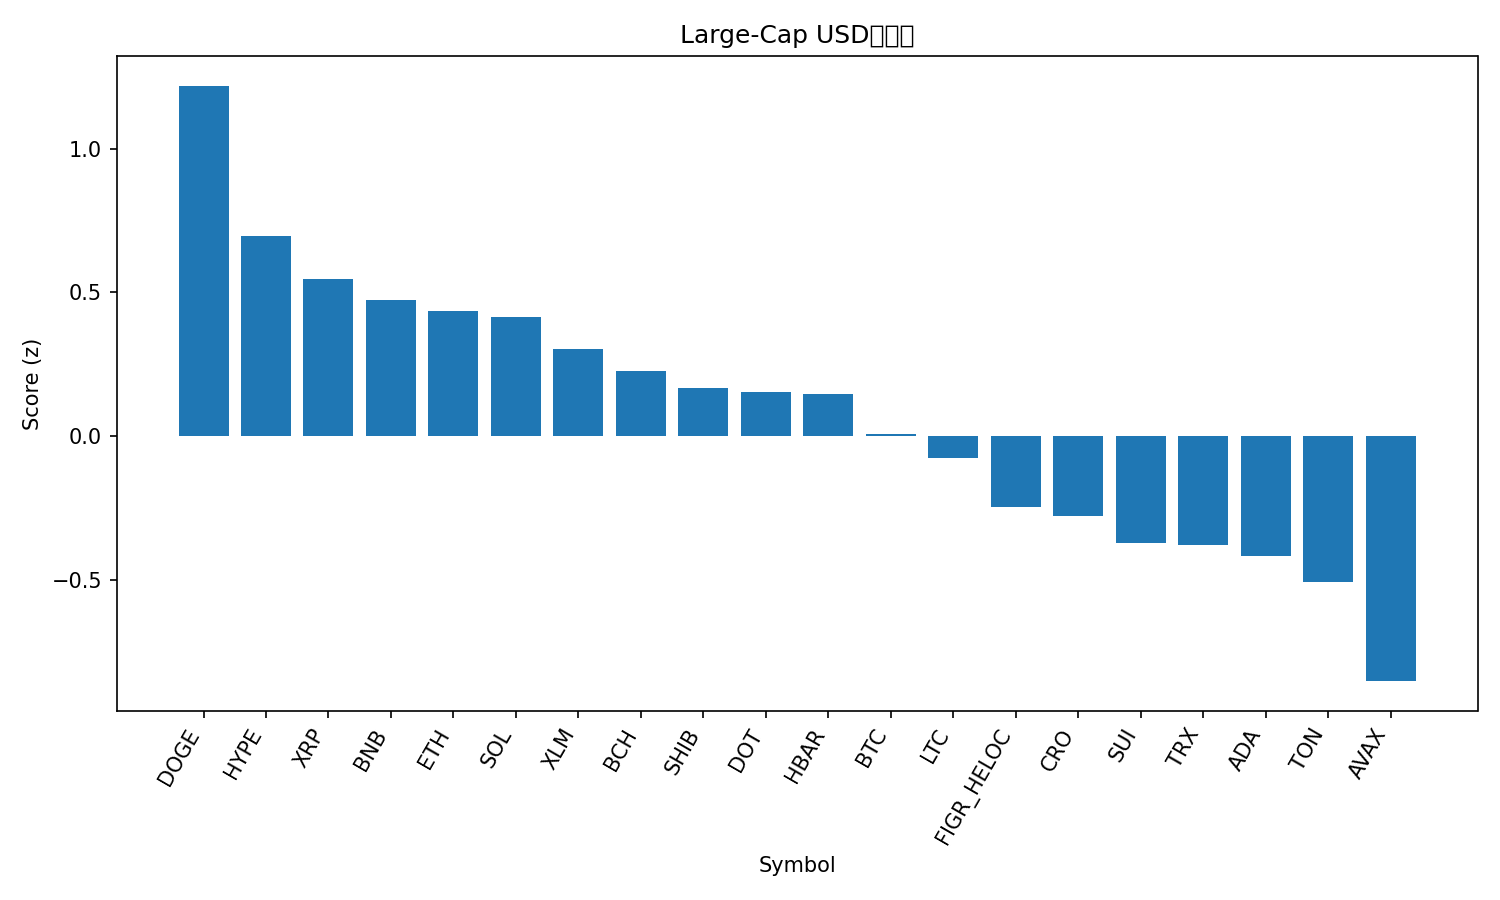 Large-Cap USD
Score (z)
1.0
0.5
0.0
−0.5
DOGE
HYPE
XRP
BNB
ETH
SOL
XLM
BCH
SHIB
DOT
HBAR
BTC
LTC
FIGR_HELOC
CRO
SUI
TRX
ADA
TON
AVAX
Symbol